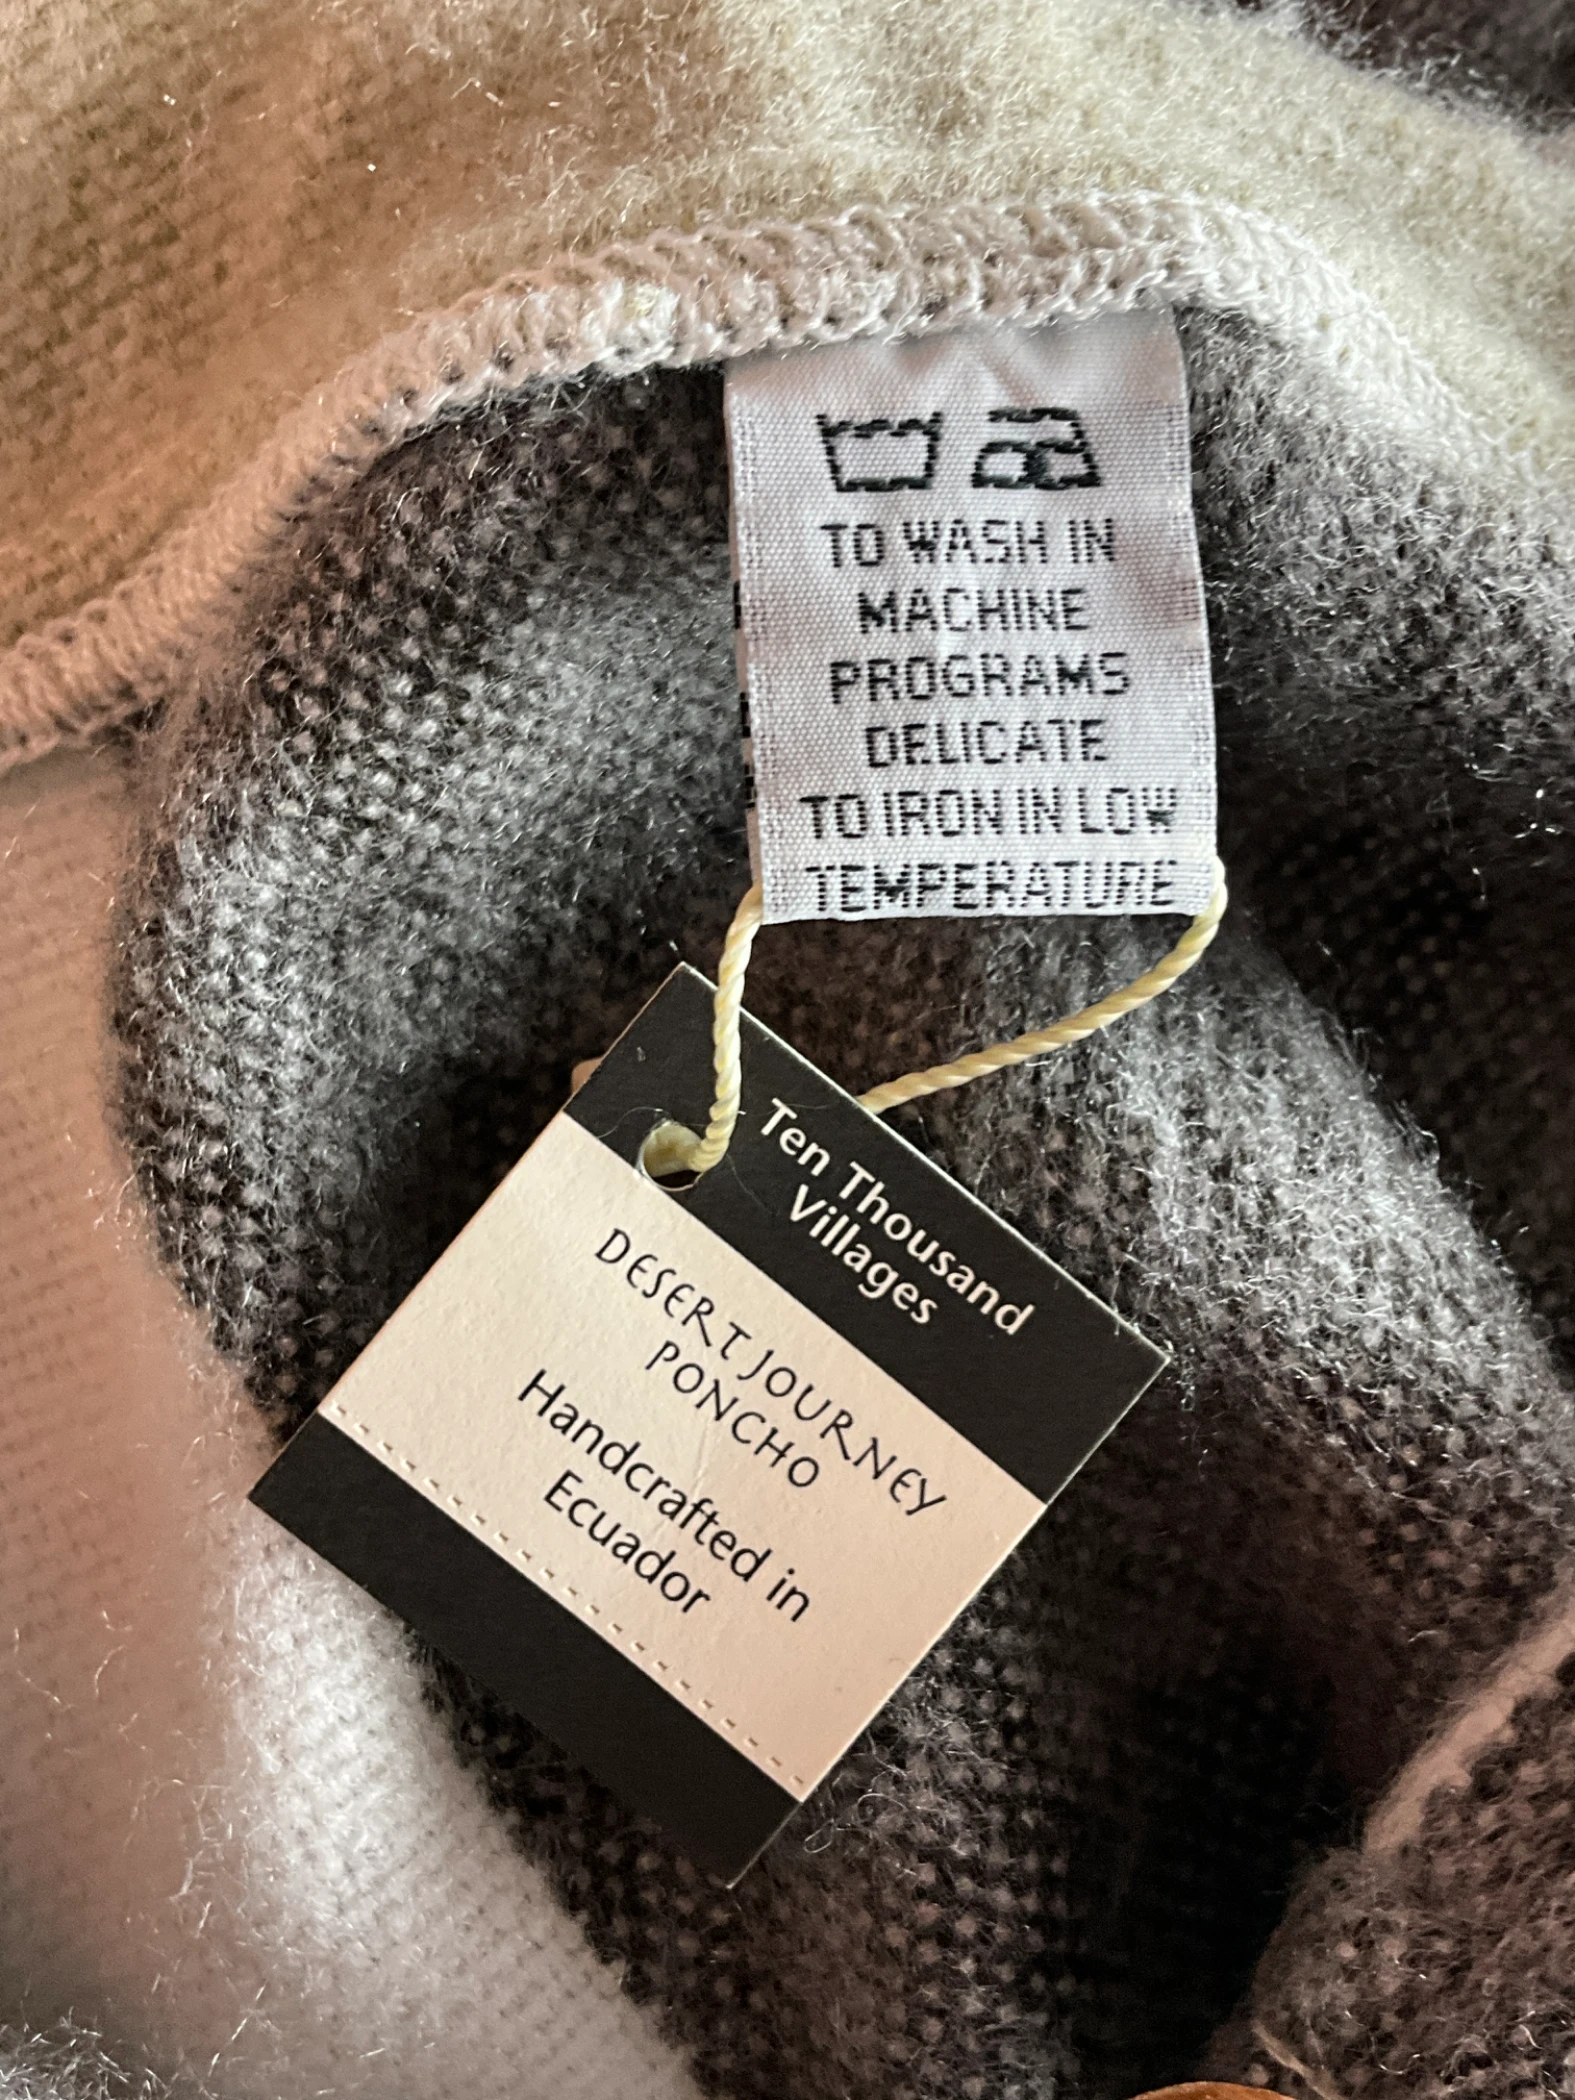 TO WASH IN
MACHINE
PROGRAMS
DELICATE
TO IRON IN LOW
TEMPERATURE
Ten Thousand
Villages
DESERT JOURNEY
PONCHO
Handcrafted in
Ecuador